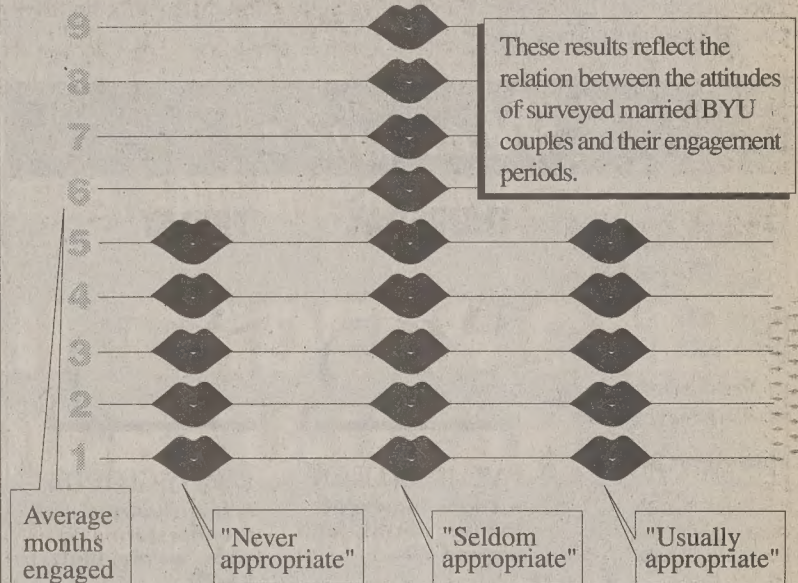 9
These results reflect the
relation between the attitudes
of surveyed married BYU
couples and their engagement
periods.
8
7
6
5
4
3
2
1
Average
months
engaged
"Never
appropriate"
"Seldom
appropriate"
"Usually
appropriate"